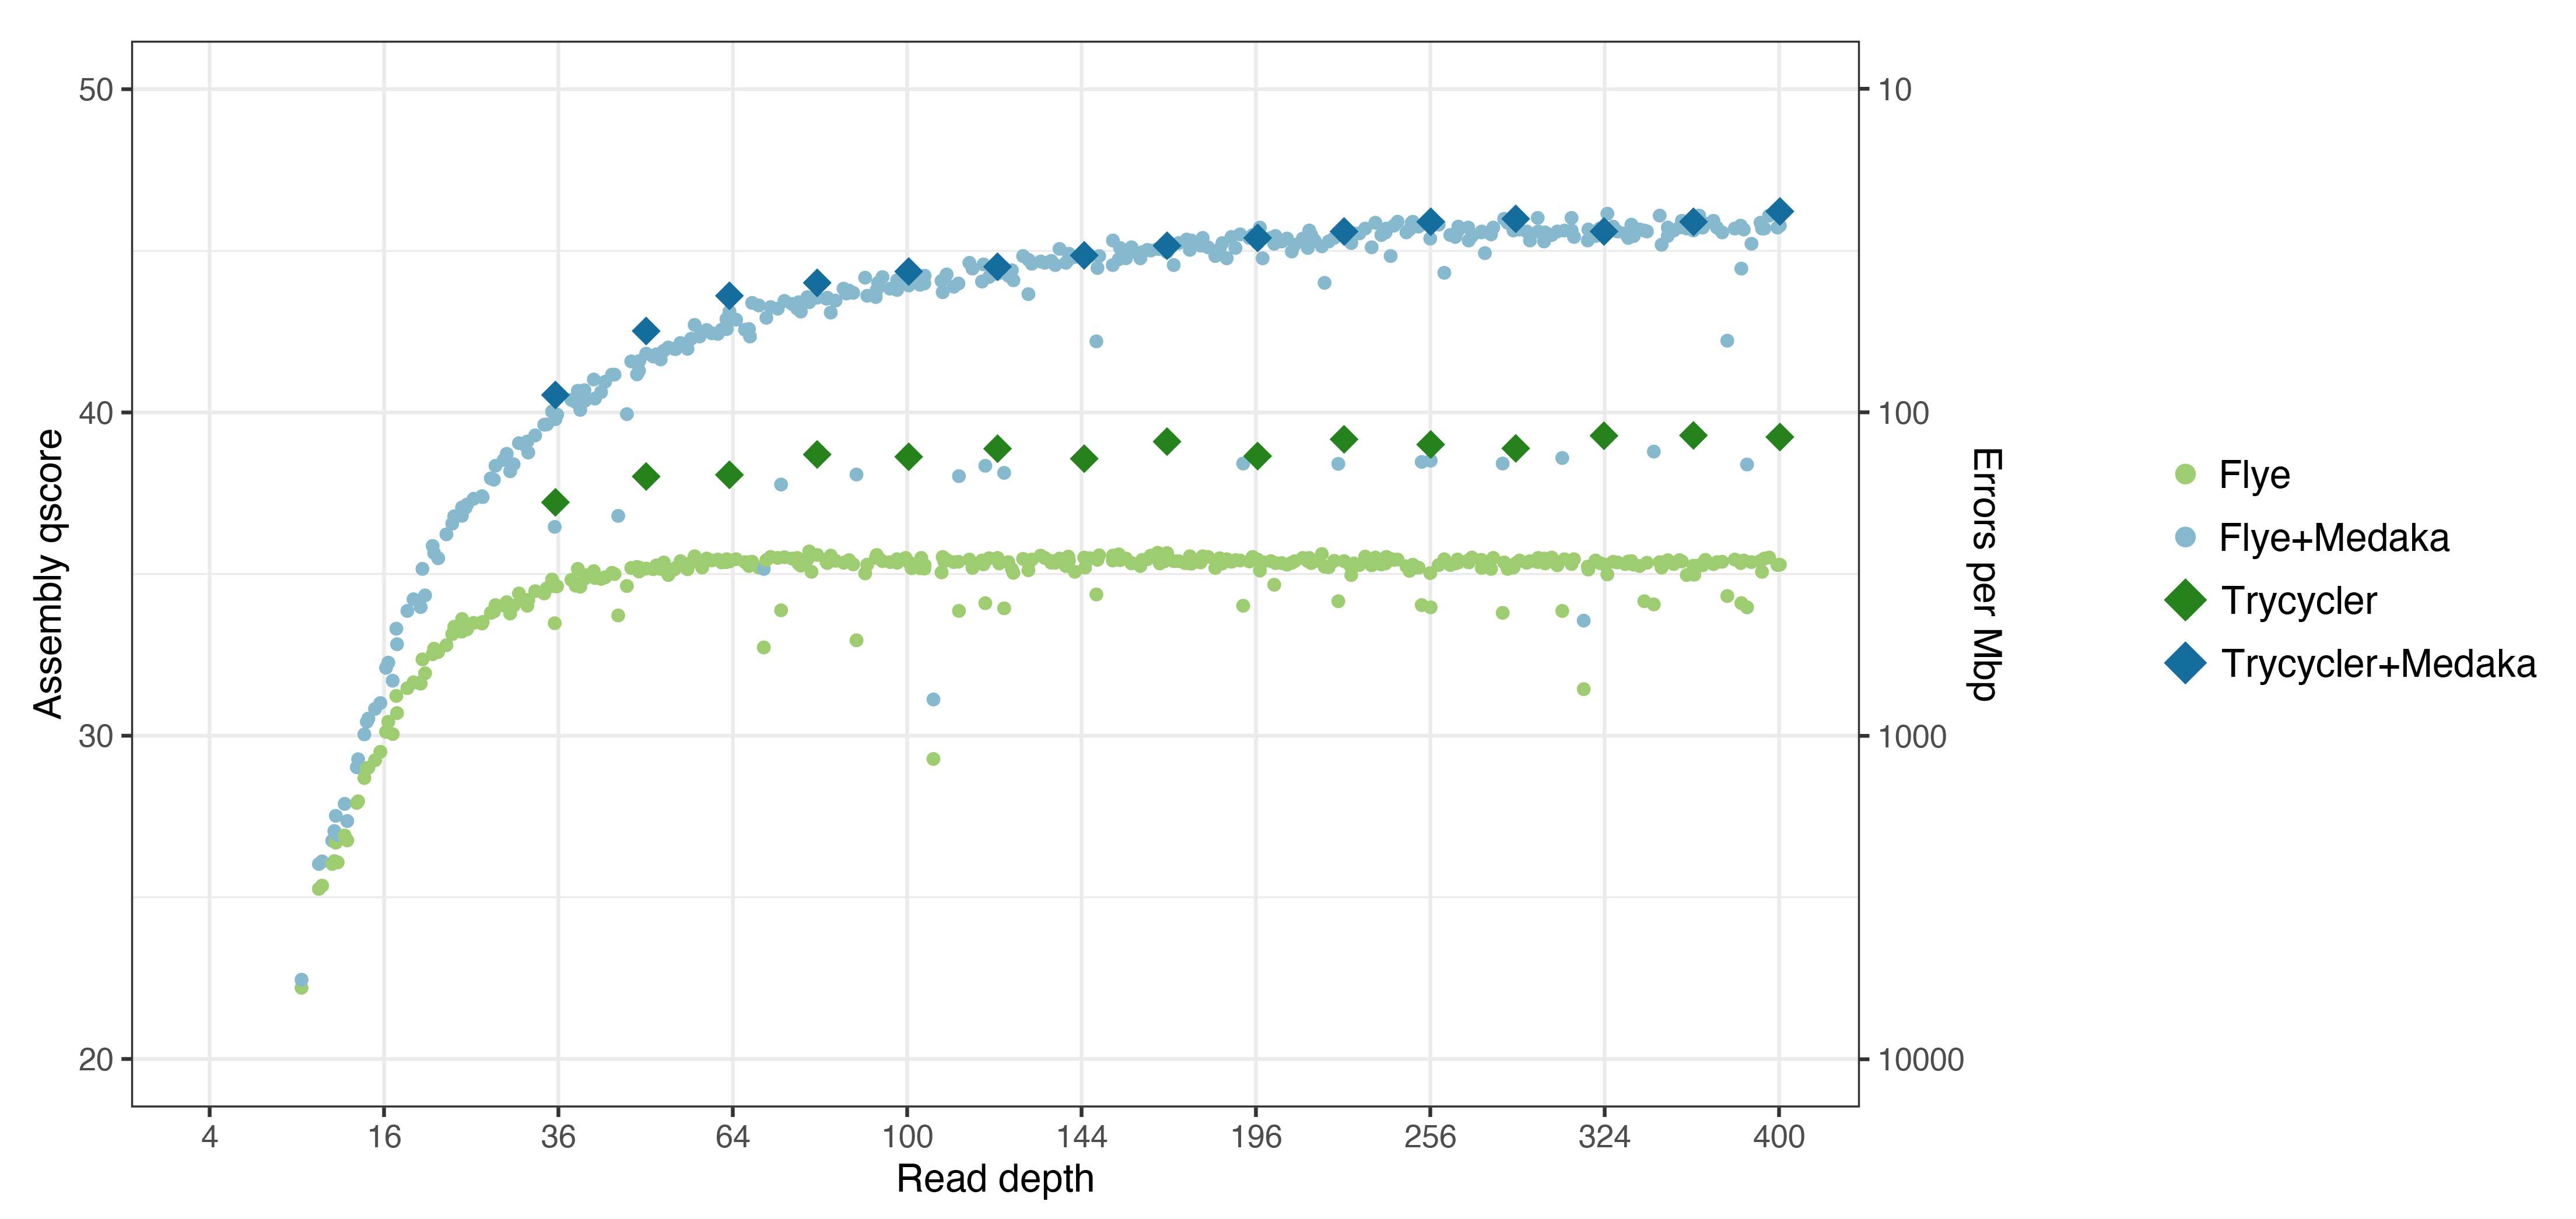 50
40
30
20
Assembly qscore
10
100
1000
10000
Errors per Mbp
4 16 36 64 100 144 196 256 324 400
Read depth
Flye
Flye+Medaka
Trycycler
Trycycler+Medaka